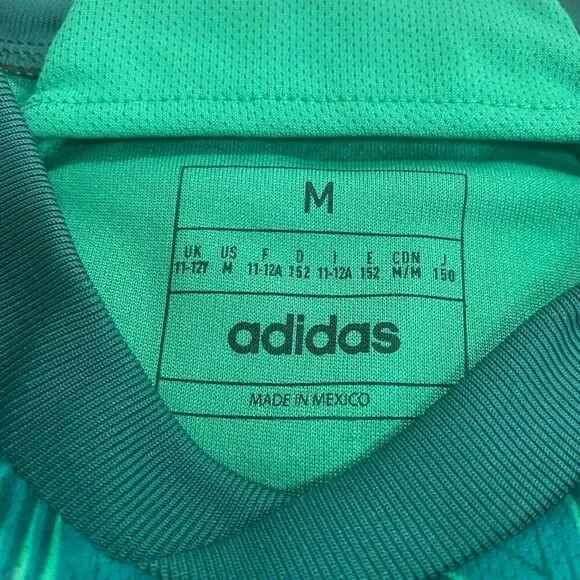 M
UK US F D I E CDN J
11-12Y M 11-12A 152 11-12A 152 M/M 150
adidas
MADE IN MEXICO